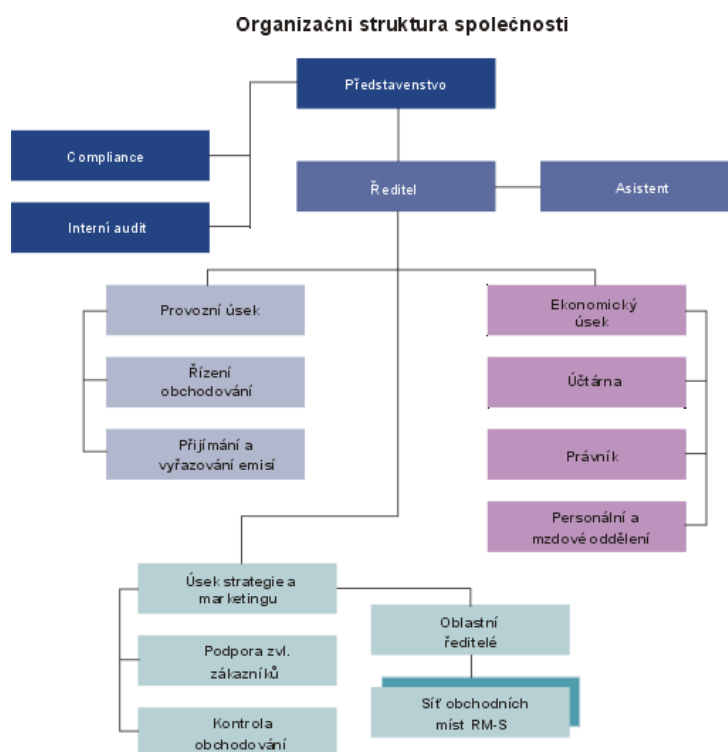 Organizační struktura společnosti
Představenstvo
Compliance
Ředitel
Asistent
Interní audit
Provozní úsek
Ekonomický
úsek
Řízení
obchodování
Účtárna
Přijímání a
vyřazování emisí
Právník
Personální a
mzdové oddělení
Úsek strategie a
marketingu
Oblastní
ředitelé
Podpora zvl.
zákazníků
Síť obchodních
míst RM-S
Kontrola
obchodování